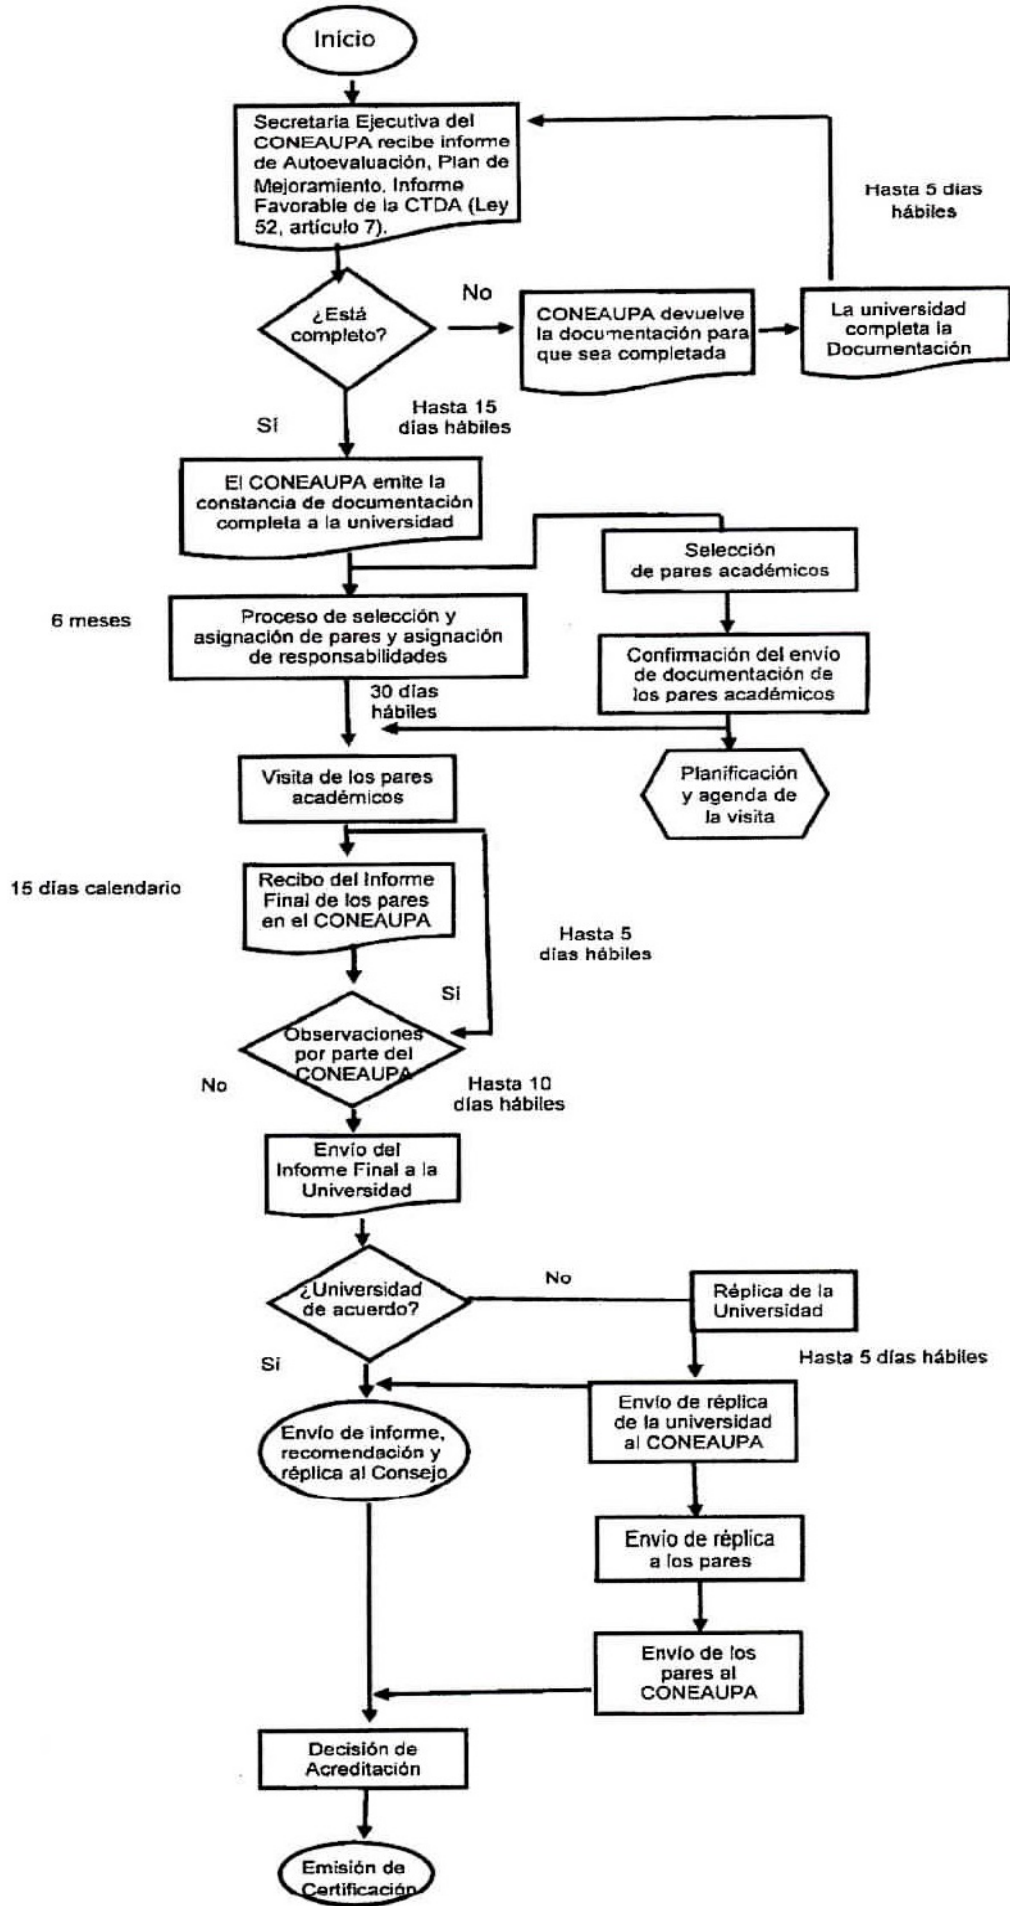 Inicio
Secretaria Ejecutiva del
CONEAUPA recibe informe
de Autoevaluación, Plan de
Mejoramiento, Informe
Favorable de la CTDA (Ley
52, artículo 7).
Hasta 5 días
hábiles
¿Está
completo?
No
CONEAUPA devuelve
la documentación para
que sea completada
La universidad
completa la
Documentación
Sí
Hasta 15
días hábiles
El CONEAUPA emite la
constancia de documentación
completa a la universidad
Selección
de pares académicos
6 meses
Proceso de selección y
asignación de pares y asignación
de responsabilidades
Confirmación del envío
de documentación de
los pares académicos
30 días
hábiles
Visita de los pares
académicos
Planificación
y agenda de
la visita
15 días calendario
Recibo del Informe
Final de los pares
en el CONEAUPA
Hasta 5
días hábiles
Si
Observaciones
por parte del
CONEAUPA
No
Hasta 10
días hábiles
Envío del
Informe Final a la
Universidad
¿Universidad
de acuerdo?
No
Réplica de la
Universidad
Sí
Hasta 5 días hábiles
Envío de informe,
recomendación y
réplica al Consejo
Envío de réplica
de la universidad
al CONEAUPA
Envío de réplica
a los pares
Envío de los
pares al
CONEAUPA
Decisión de
Acreditación
Emisión de
Certificación